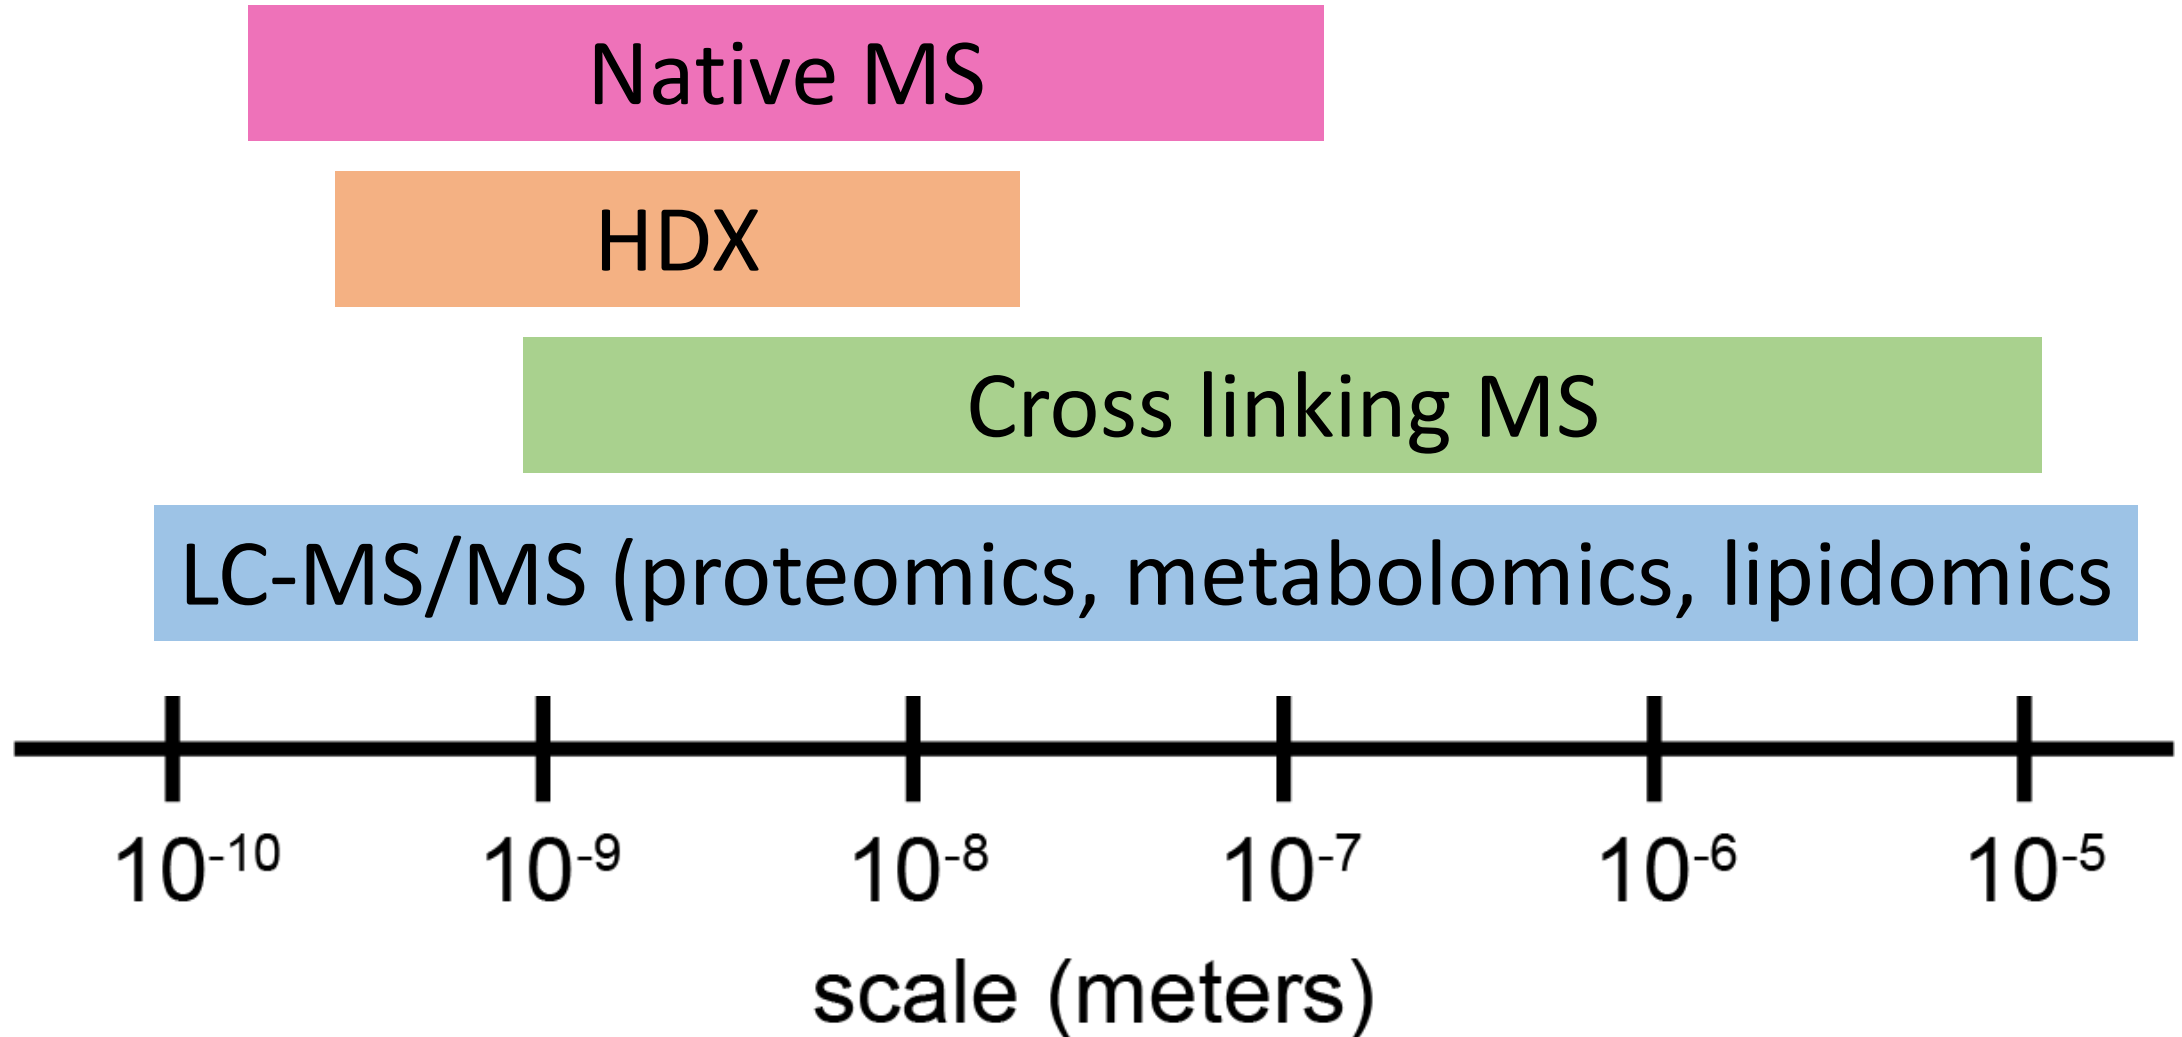 Native MS
HDX
Cross linking MS
LC-MS/MS (proteomics, metabolomics, lipidomics
10⁻¹⁰ 10⁻⁹ 10⁻⁸ 10⁻⁷ 10⁻⁶ 10⁻⁵
scale (meters)